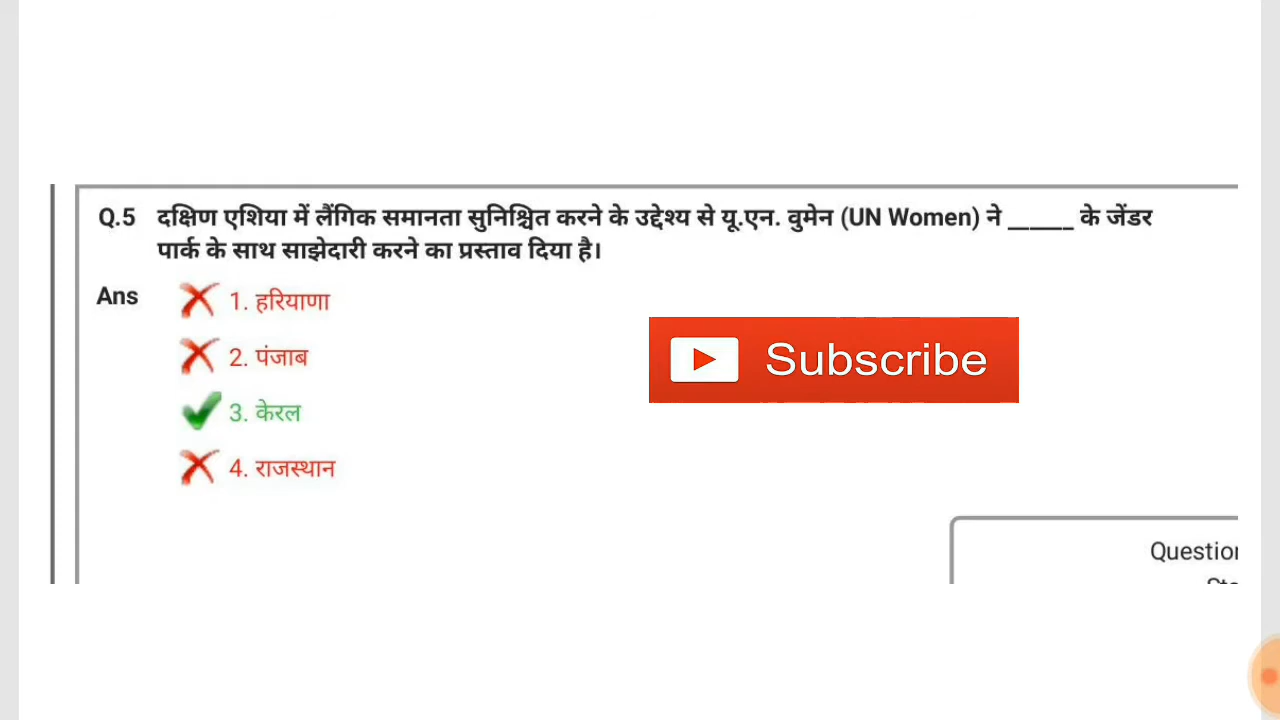 Q.5 दक्षिण एशिया में लैंगिक समानता सुनिश्चित करने के उद्देश्य से यू.एन. वुमेन (UN Women) ने ______ के जेंडर
पार्क के साथ साझेदारी करने का प्रस्ताव दिया है।
Ans 1. हरियाणा
2. पंजाब
Subscribe
3. केरल
4. राजस्थान
Question